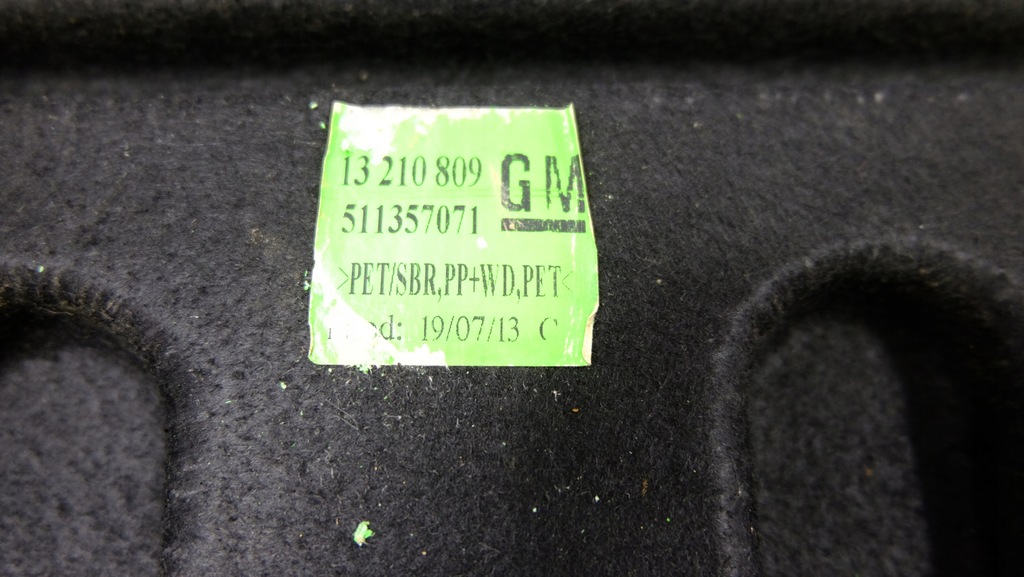 13 210 809 GM
511357071
>PET/SBR,PP+WD,PET<
19/07/13 C